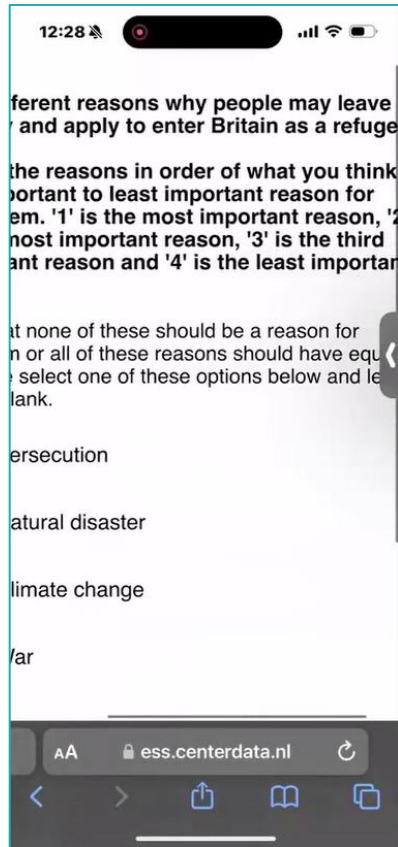 12:28
ferent reasons why people may leave
and apply to enter Britain as a refuge
the reasons in order of what you think
portant to least important reason for
em. '1' is the most important reason, '2
most important reason, '3' is the third
ant reason and '4' is the least importan
at none of these should be a reason for
n or all of these reasons should have equ
select one of these options below and le
lank.
ersecution
atural disaster
limate change
ar
AA ess.centerdata.nl